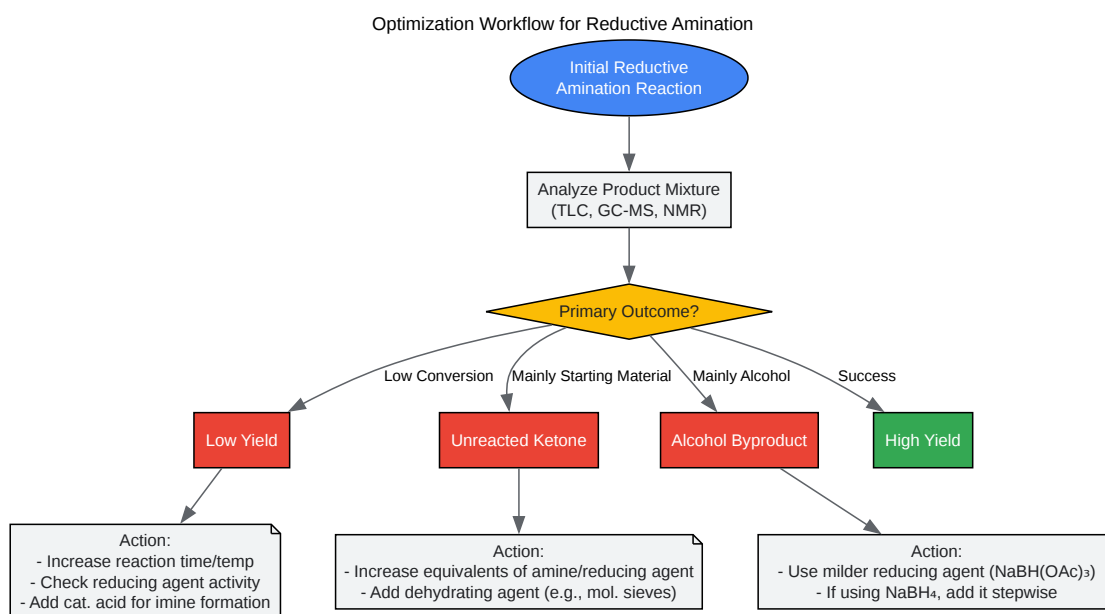 Optimization Workflow for Reductive Amination
Initial Reductive
Amination Reaction
Analyze Product Mixture
(TLC, GC-MS, NMR)
Primary Outcome?
Low Conversion
Mainly Starting Material
Mainly Alcohol
Success
Low Yield
Unreacted Ketone
Alcohol Byproduct
High Yield
Action:
- Increase reaction time/temp
- Check reducing agent activity
- Add cat. acid for imine formation
Action:
- Increase equivalents of amine/reducing agent
- Add dehydrating agent (e.g., mol. sieves)
Action:
- Use milder reducing agent (NaBH(OAc)₃)
- If using NaBH₄, add it stepwise